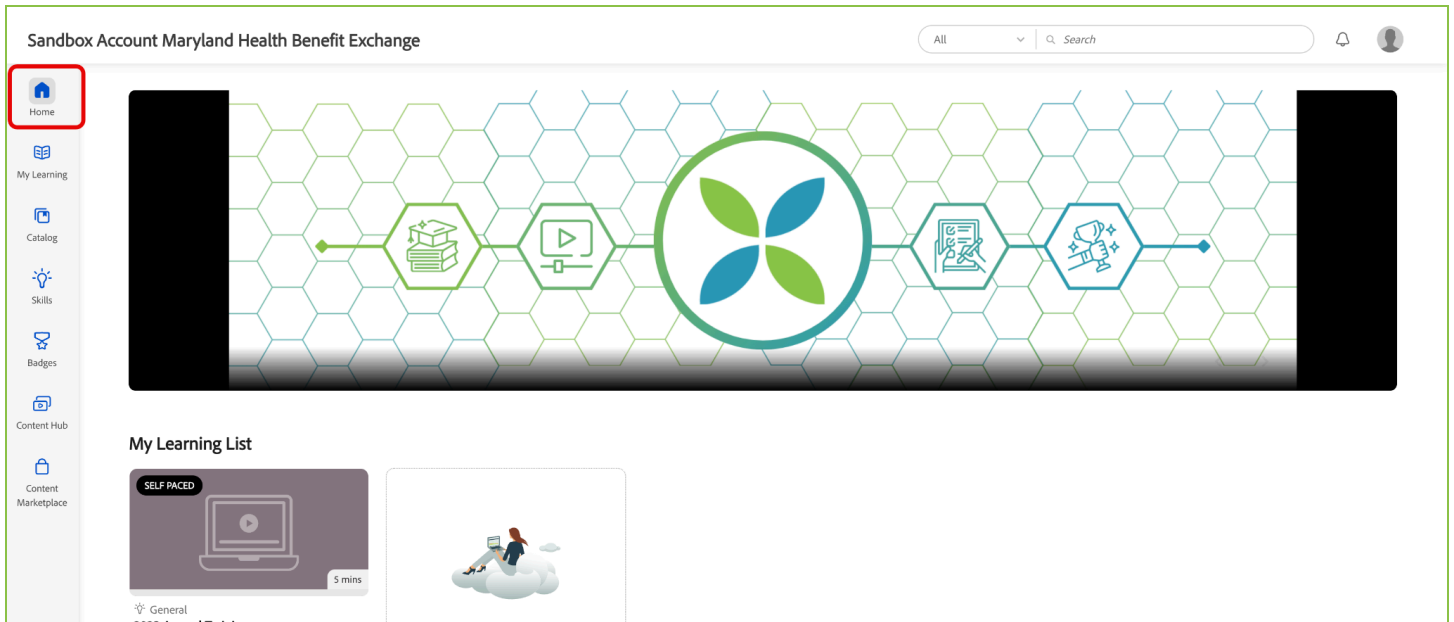 Sandbox Account Maryland Health Benefit Exchange
All
Search
Home
My Learning
Catalog
Skills
Badges
Content Hub
Content
Marketplace
My Learning List
SELF PACED
5 mins
General